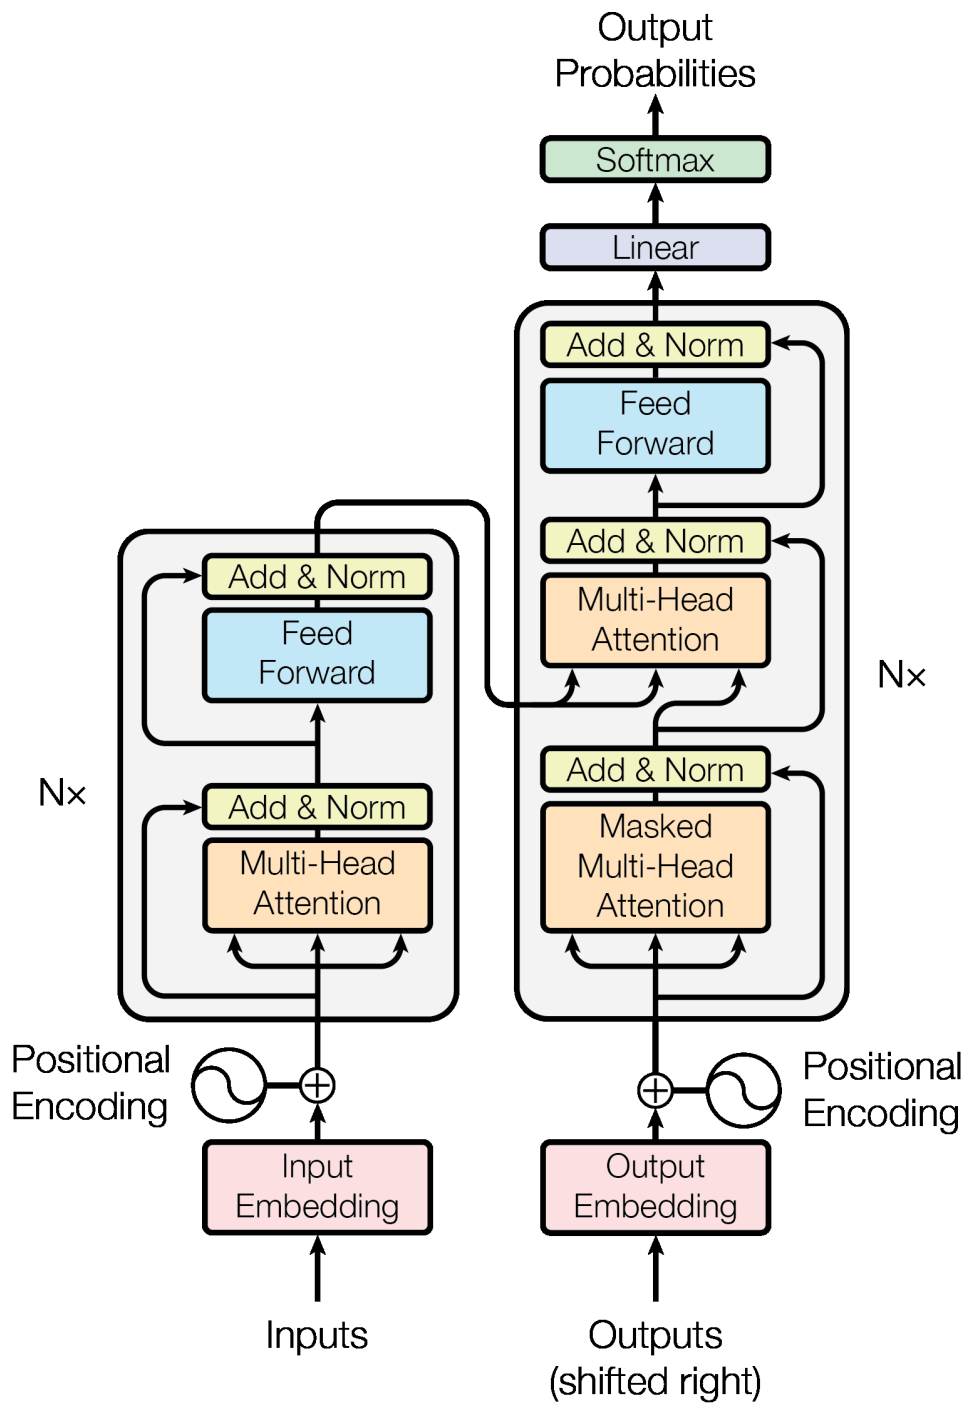 Output
Probabilities
Softmax
Linear
Add & Norm
Feed
Forward
Add & Norm
Multi-Head
Attention
N×
Add & Norm
Masked
Multi-Head
Attention
Add & Norm
Feed
Forward
N×
Add & Norm
Multi-Head
Attention
Positional
Encoding
Positional
Encoding
Input
Embedding
Output
Embedding
Inputs
Outputs
(shifted right)